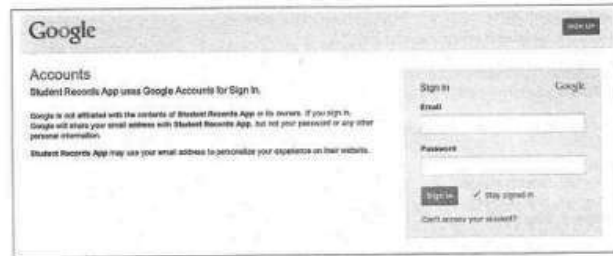 Google
SIGN UP
Accounts
Student Records App uses Google Accounts for Sign In.
Google is not affiliated with the contents of Student Records App or its owners. If you sign in,
Google will share your email address with Student Records App, but not your password or any other
personal information.
Student Records App may use your email address to personalize your experience on their website.
Sign in
Google
Email
Password
Sign in
Stay signed in
Can't access your account?